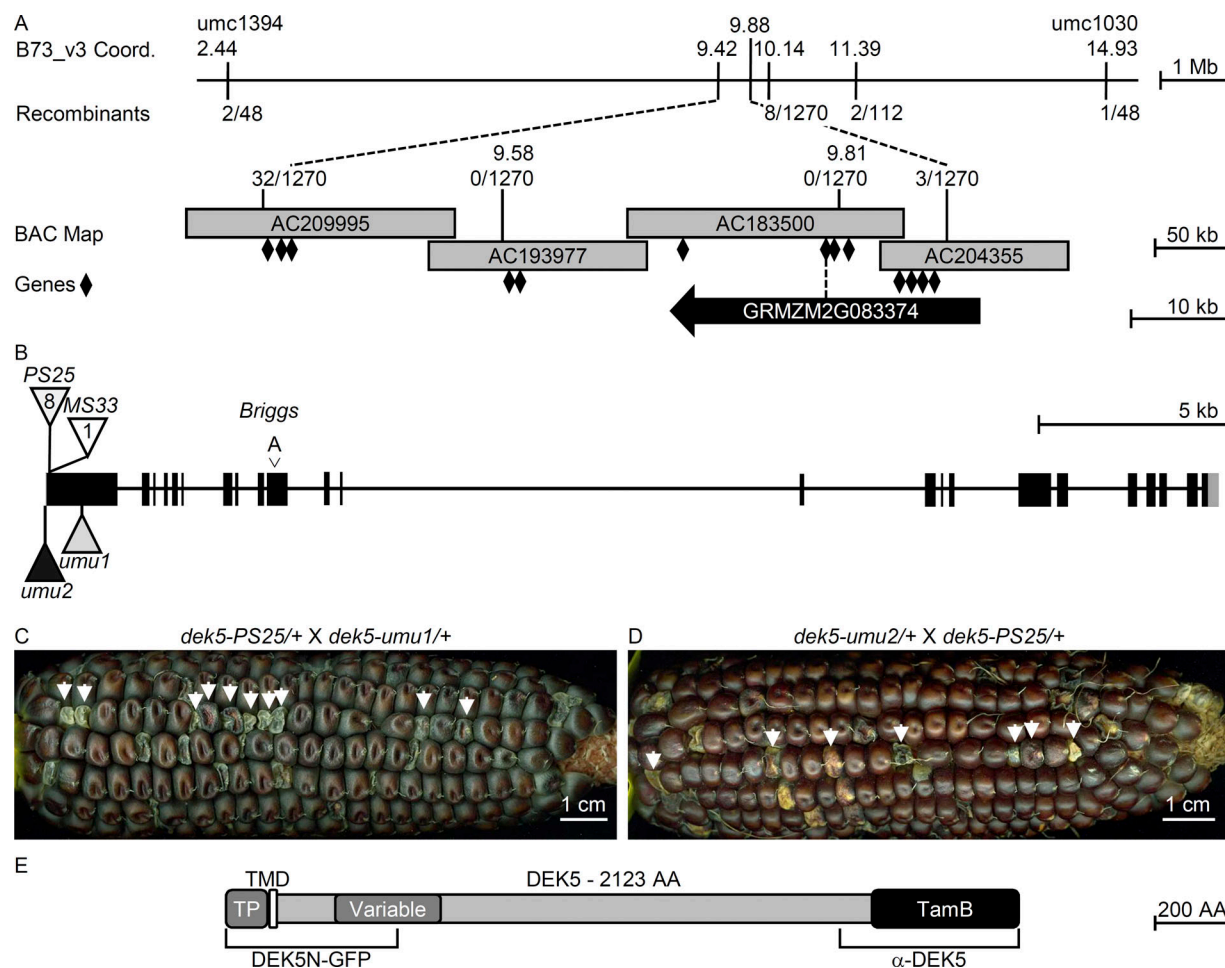 A
umc1394
9.88
umc1030
B73_v3 Coord.
2.44
9.42
10.14
11.39
14.93
1 Mb
Recombinants
2/48
8/1270
2/112
1/48
9.58
9.81
32/1270
0/1270
0/1270
3/1270
BAC Map
AC209995
AC183500
AC193977
AC204355
50 kb
Genes
GRMZM2G083374
10 kb
B
PS25
8
MS33
1
Briggs
A
5 kb
umu1
umu2
C
dek5-PS25/+ X dek5-umu1/+
1 cm
D
dek5-umu2/+ X dek5-PS25/+
1 cm
E
TMD
DEK5 - 2123 AA
TP
Variable
TamB
200 AA
DEK5N-GFP
α-DEK5